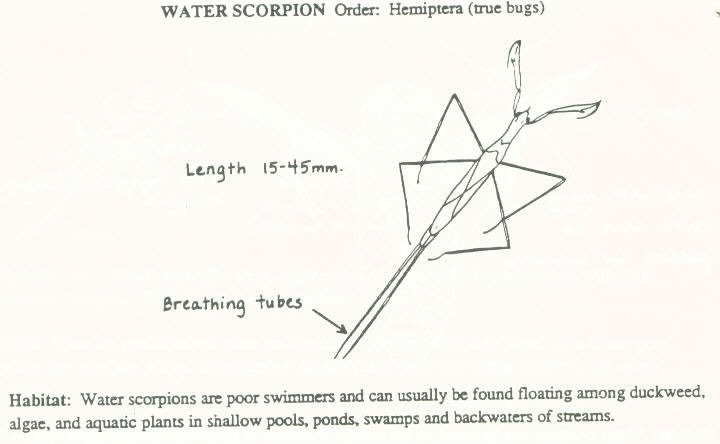 WATER SCORPION Order: Hemiptera (true bugs)
Length 15-45mm.
Breathing tubes
Habitat: Water scorpions are poor swimmers and can usually be found floating among duckweed,
algae, and aquatic plants in shallow pools, ponds, swamps and backwaters of streams.